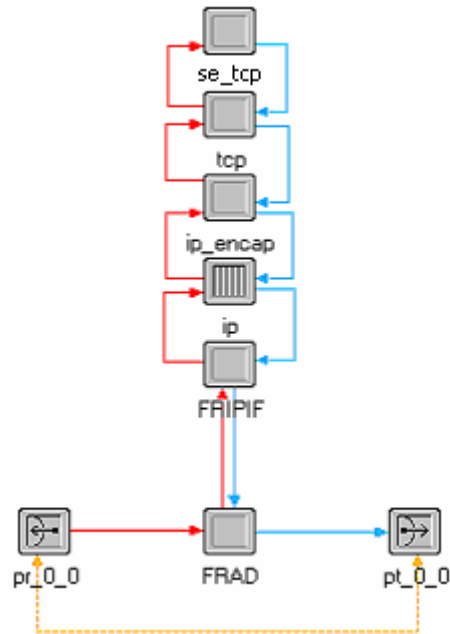 se_tcp
tcp
ip_encap
ip
FRIPIF
pr_0_0
FRAD
pt_0_0